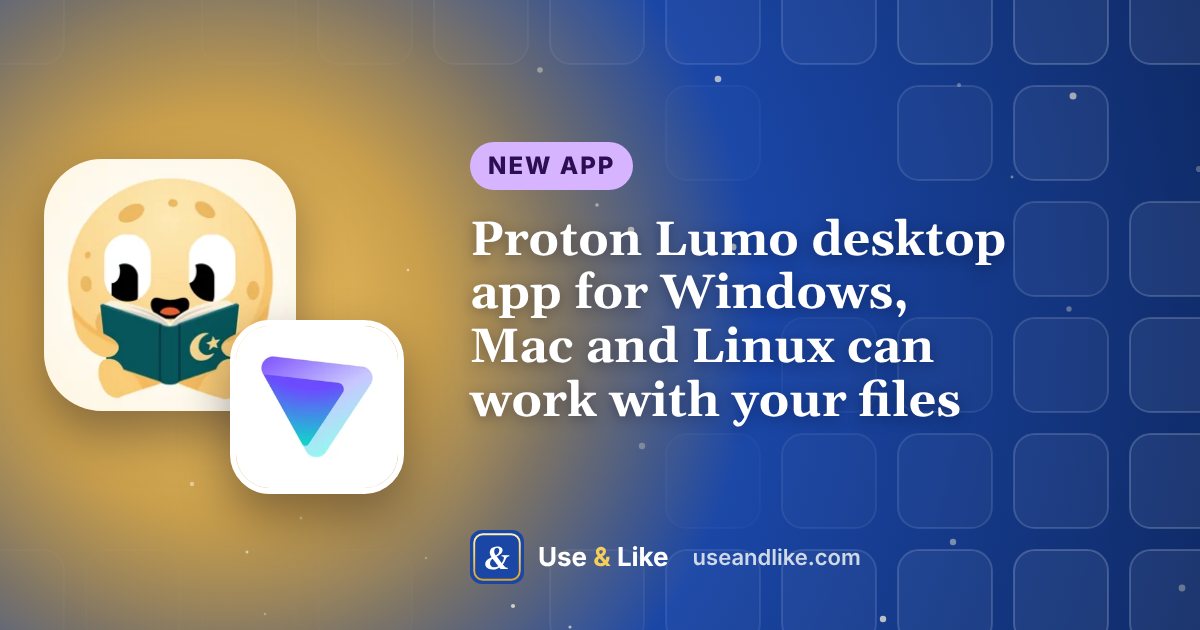 NEW APP
Proton Lumo desktop
app for Windows,
Mac and Linux can
work with your files
& Use & Like useandlike.com